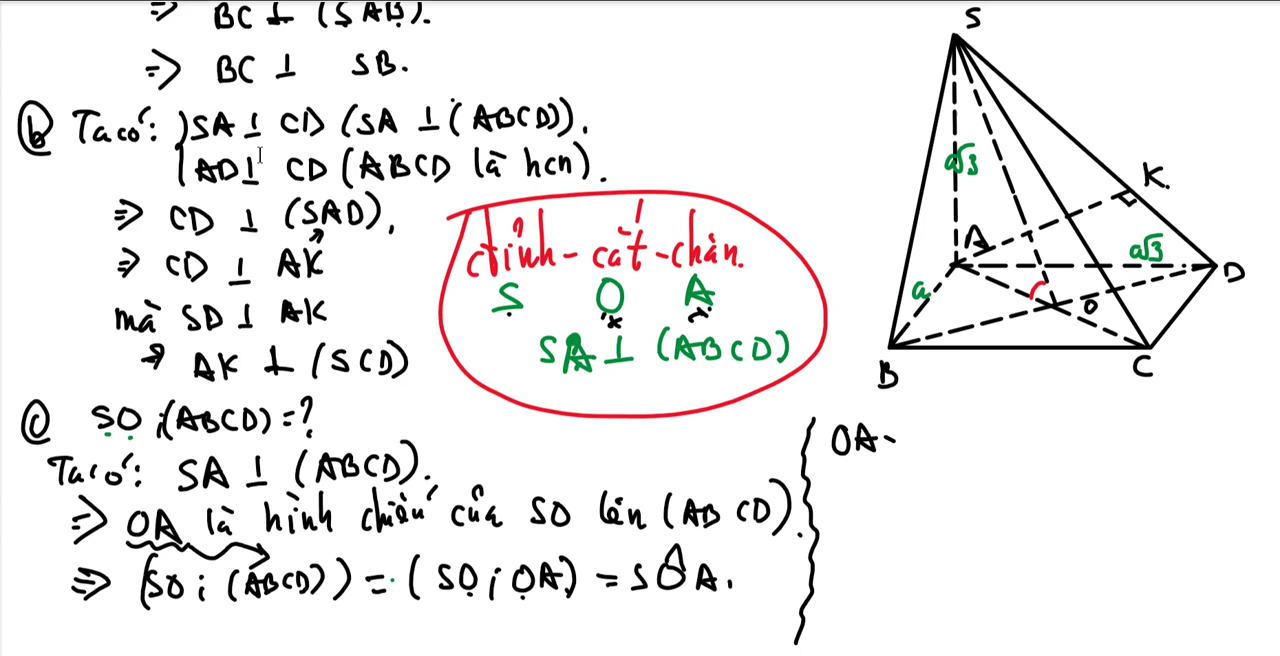 => BC ⊥ (SAB).
=> BC ⊥ SB.
ⓑ Ta có: SA ⊥ CD (SA ⊥ (ABCD)).
AD ⊥ CD (ABCD là hcn).
=> CD ⊥ (SAD).
=> CD ⊥ AK
mà SD ⊥ AK
=> AK ⊥ (SCD)
ⓒ SO ; (ABCD) = ?
Ta có: SA ⊥ (ABCD).
=> OA là hình chiếu của SO lên (ABCD).
=> (SO ; (ABCD)) = (SO ; OA) = SÔA.
đỉnh - cắt - chân.
S O A
SA ⊥ (ABCD)
S
a√3
K.
A
a√3
D
a
O
B
C
OA